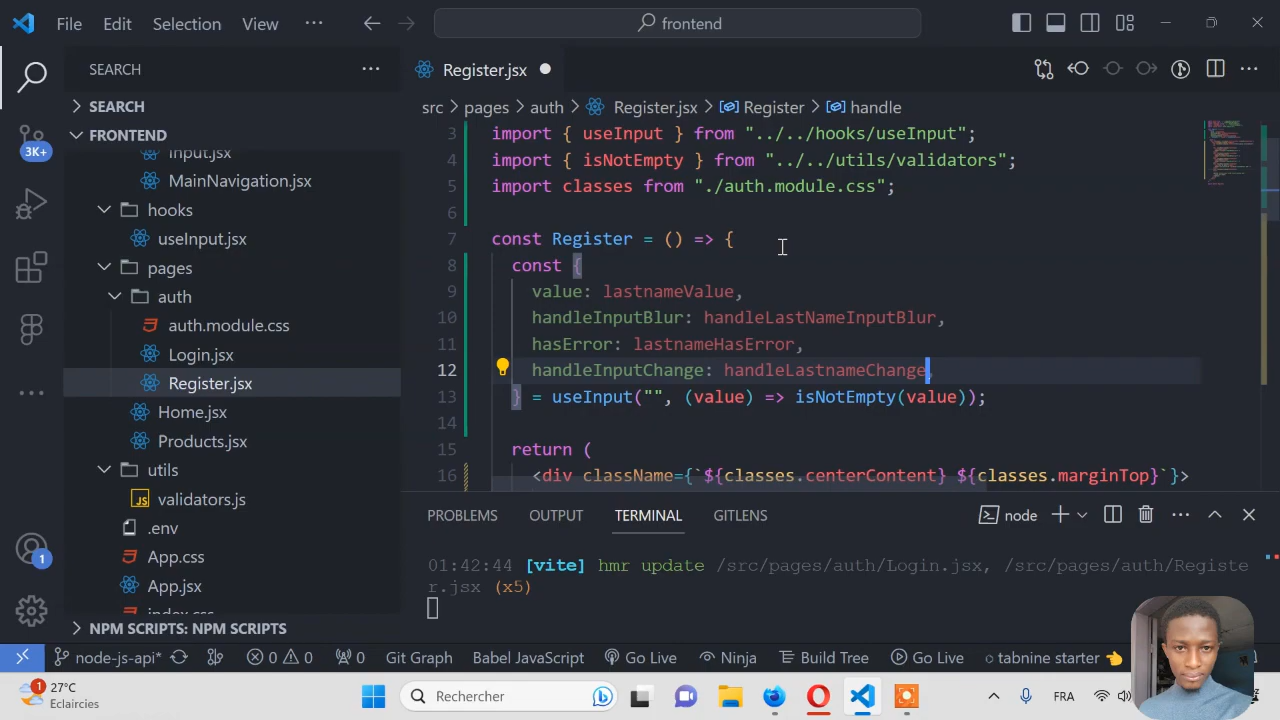 File Edit Selection View ··· frontend
SEARCH ···
Register.jsx
SEARCH
FRONTEND
Input.jsx
MainNavigation.jsx
hooks
useInput.jsx
pages
auth
auth.module.css
Login.jsx
Register.jsx
Home.jsx
Products.jsx
utils
validators.js
.env
App.css
App.jsx
index.css
NPM SCRIPTS: NPM SCRIPTS
3K+
1
src > pages > auth > Register.jsx > Register > handle
3 import { useInput } from "../../hooks/useInput";
4 import { isNotEmpty } from "../../utils/validators";
5 import classes from "./auth.module.css";
6
7 const Register = () => {
8 const {
9 value: lastnameValue,
10 handleInputBlur: handleLastNameInputBlur,
11 hasError: lastnameHasError,
12 handleInputChange: handleLastnameChange,
13 } = useInput("", (value) => isNotEmpty(value));
14
15 return (
16 <div className={`${classes.centerContent} ${classes.marginTop}`}>
PROBLEMS OUTPUT TERMINAL GITLENS node
01:42:44 [vite] hmr update /src/pages/auth/Login.jsx, /src/pages/auth/Registe
r.jsx (x5)
node-js-api* 0 0 0 Git Graph Babel JavaScript Go Live Ninja Build Tree Go Live tabnine starter
1 27°C
Eclaircies
Rechercher
FRA